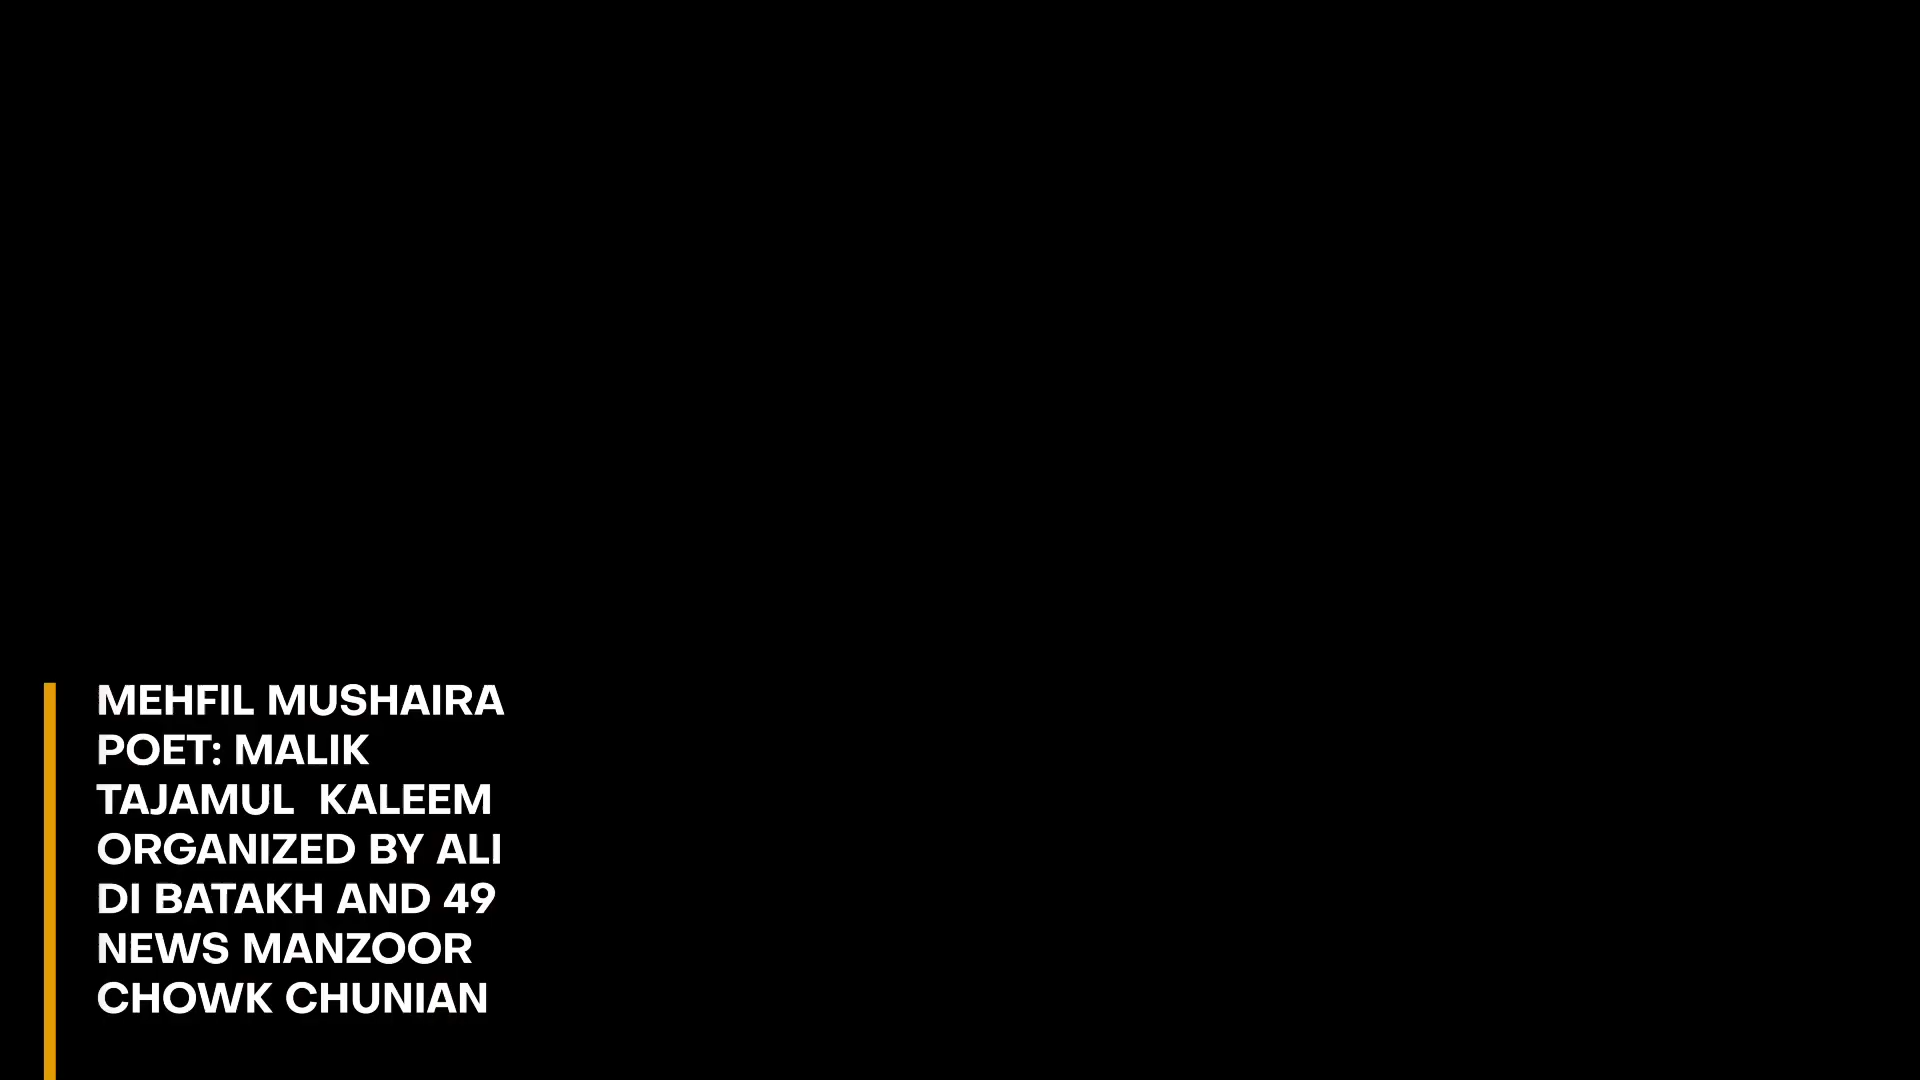 MEHFIL MUSHAIRA
POET: MALIK
TAJAMUL  KALEEM
ORGANIZED BY ALI
DI BATAKH AND 49
NEWS MANZOOR
CHOWK CHUNIAN